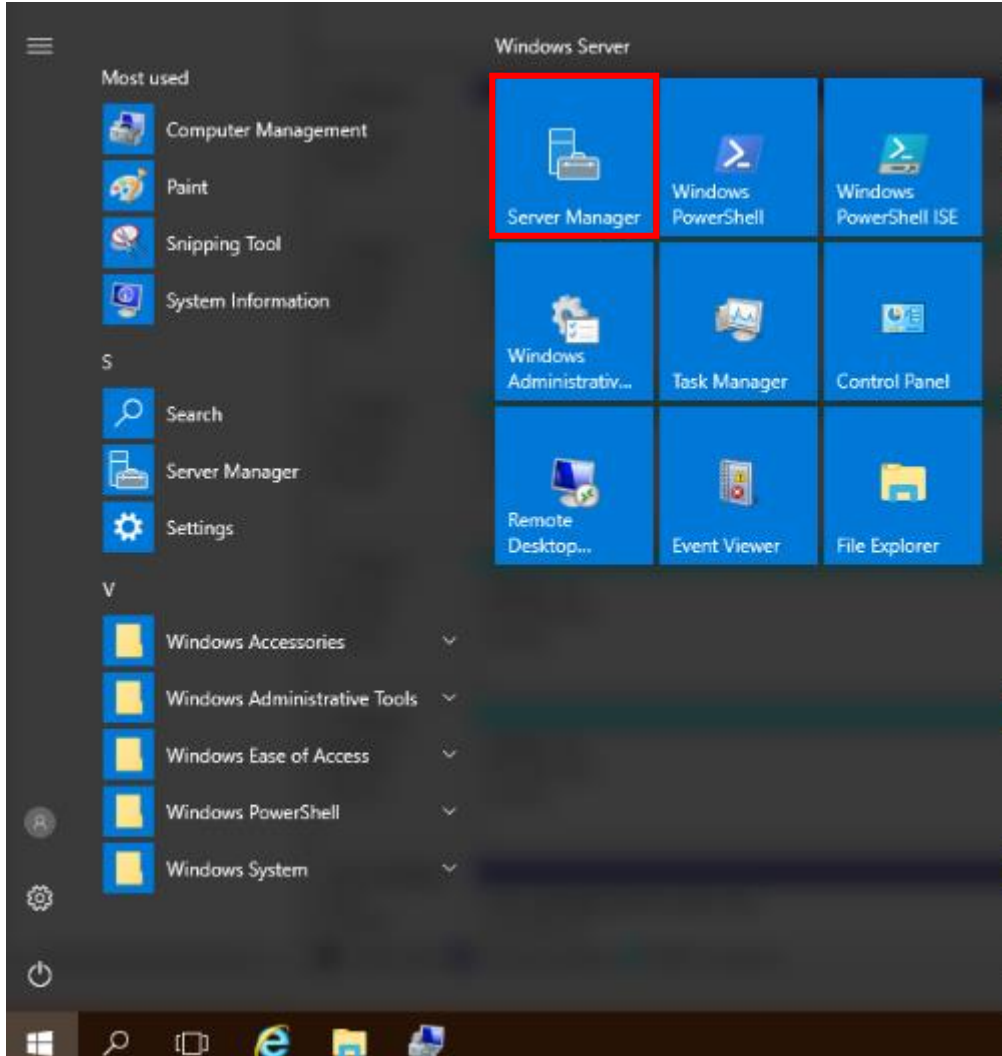 Windows Server
Most used
Computer Management
Paint
Snipping Tool
System Information
S
Search
Server Manager
Settings
V
Windows Accessories
Windows Administrative Tools
Windows Ease of Access
Windows PowerShell
Windows System
Server Manager
Windows
PowerShell
Windows
PowerShell ISE
Windows
Administrativ...
Task Manager
Control Panel
Remote
Desktop...
Event Viewer
File Explorer